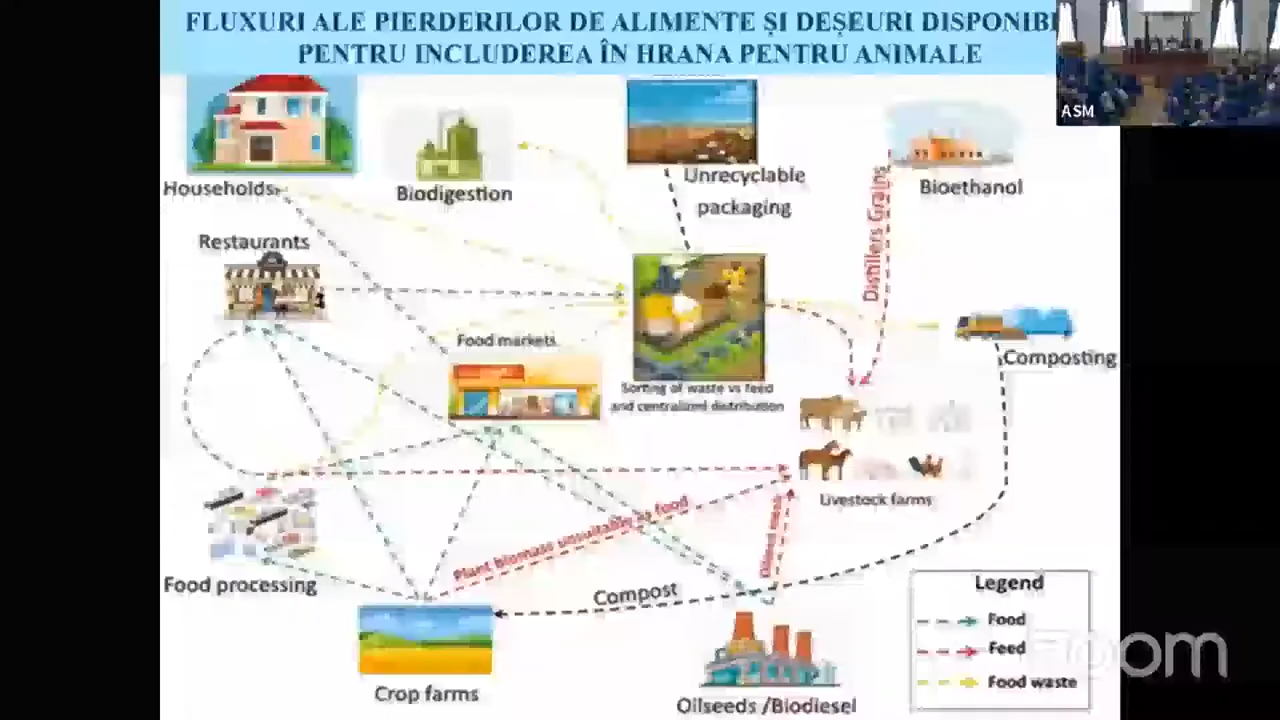 FLUXURI ALE PIERDERILOR DE ALIMENTE ȘI DEȘEURI DISPONIBI
PENTRU INCLUDEREA ÎN HRANA PENTRU ANIMALE
ASM
Households
Biodigestion
Unrecyclable
packaging
Bioethanol
Restaurants
Distillers Grains
Food markets
Composting
Sorting of waste vs feed
and centralized distribution
Livestock farms
Plant biomass unsuitable as food
Food processing
Compost
Legend
Food
Feed
Food waste
zoom
Crop farms
Oilseeds /Biodiesel